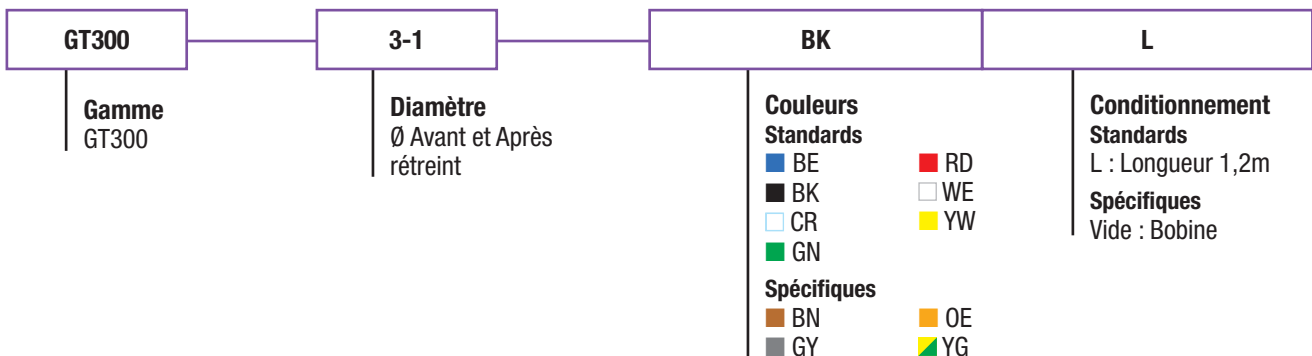 GT300
3-1
BK
L
Gamme
GT300
Diamètre
Ø Avant et Après
rétreint
Couleurs
Standards
BE
RD
BK
WE
CR
YW
GN
Spécifiques
BN
OE
GY
YG
Conditionnement
Standards
L : Longueur 1,2m
Spécifiques
Vide : Bobine